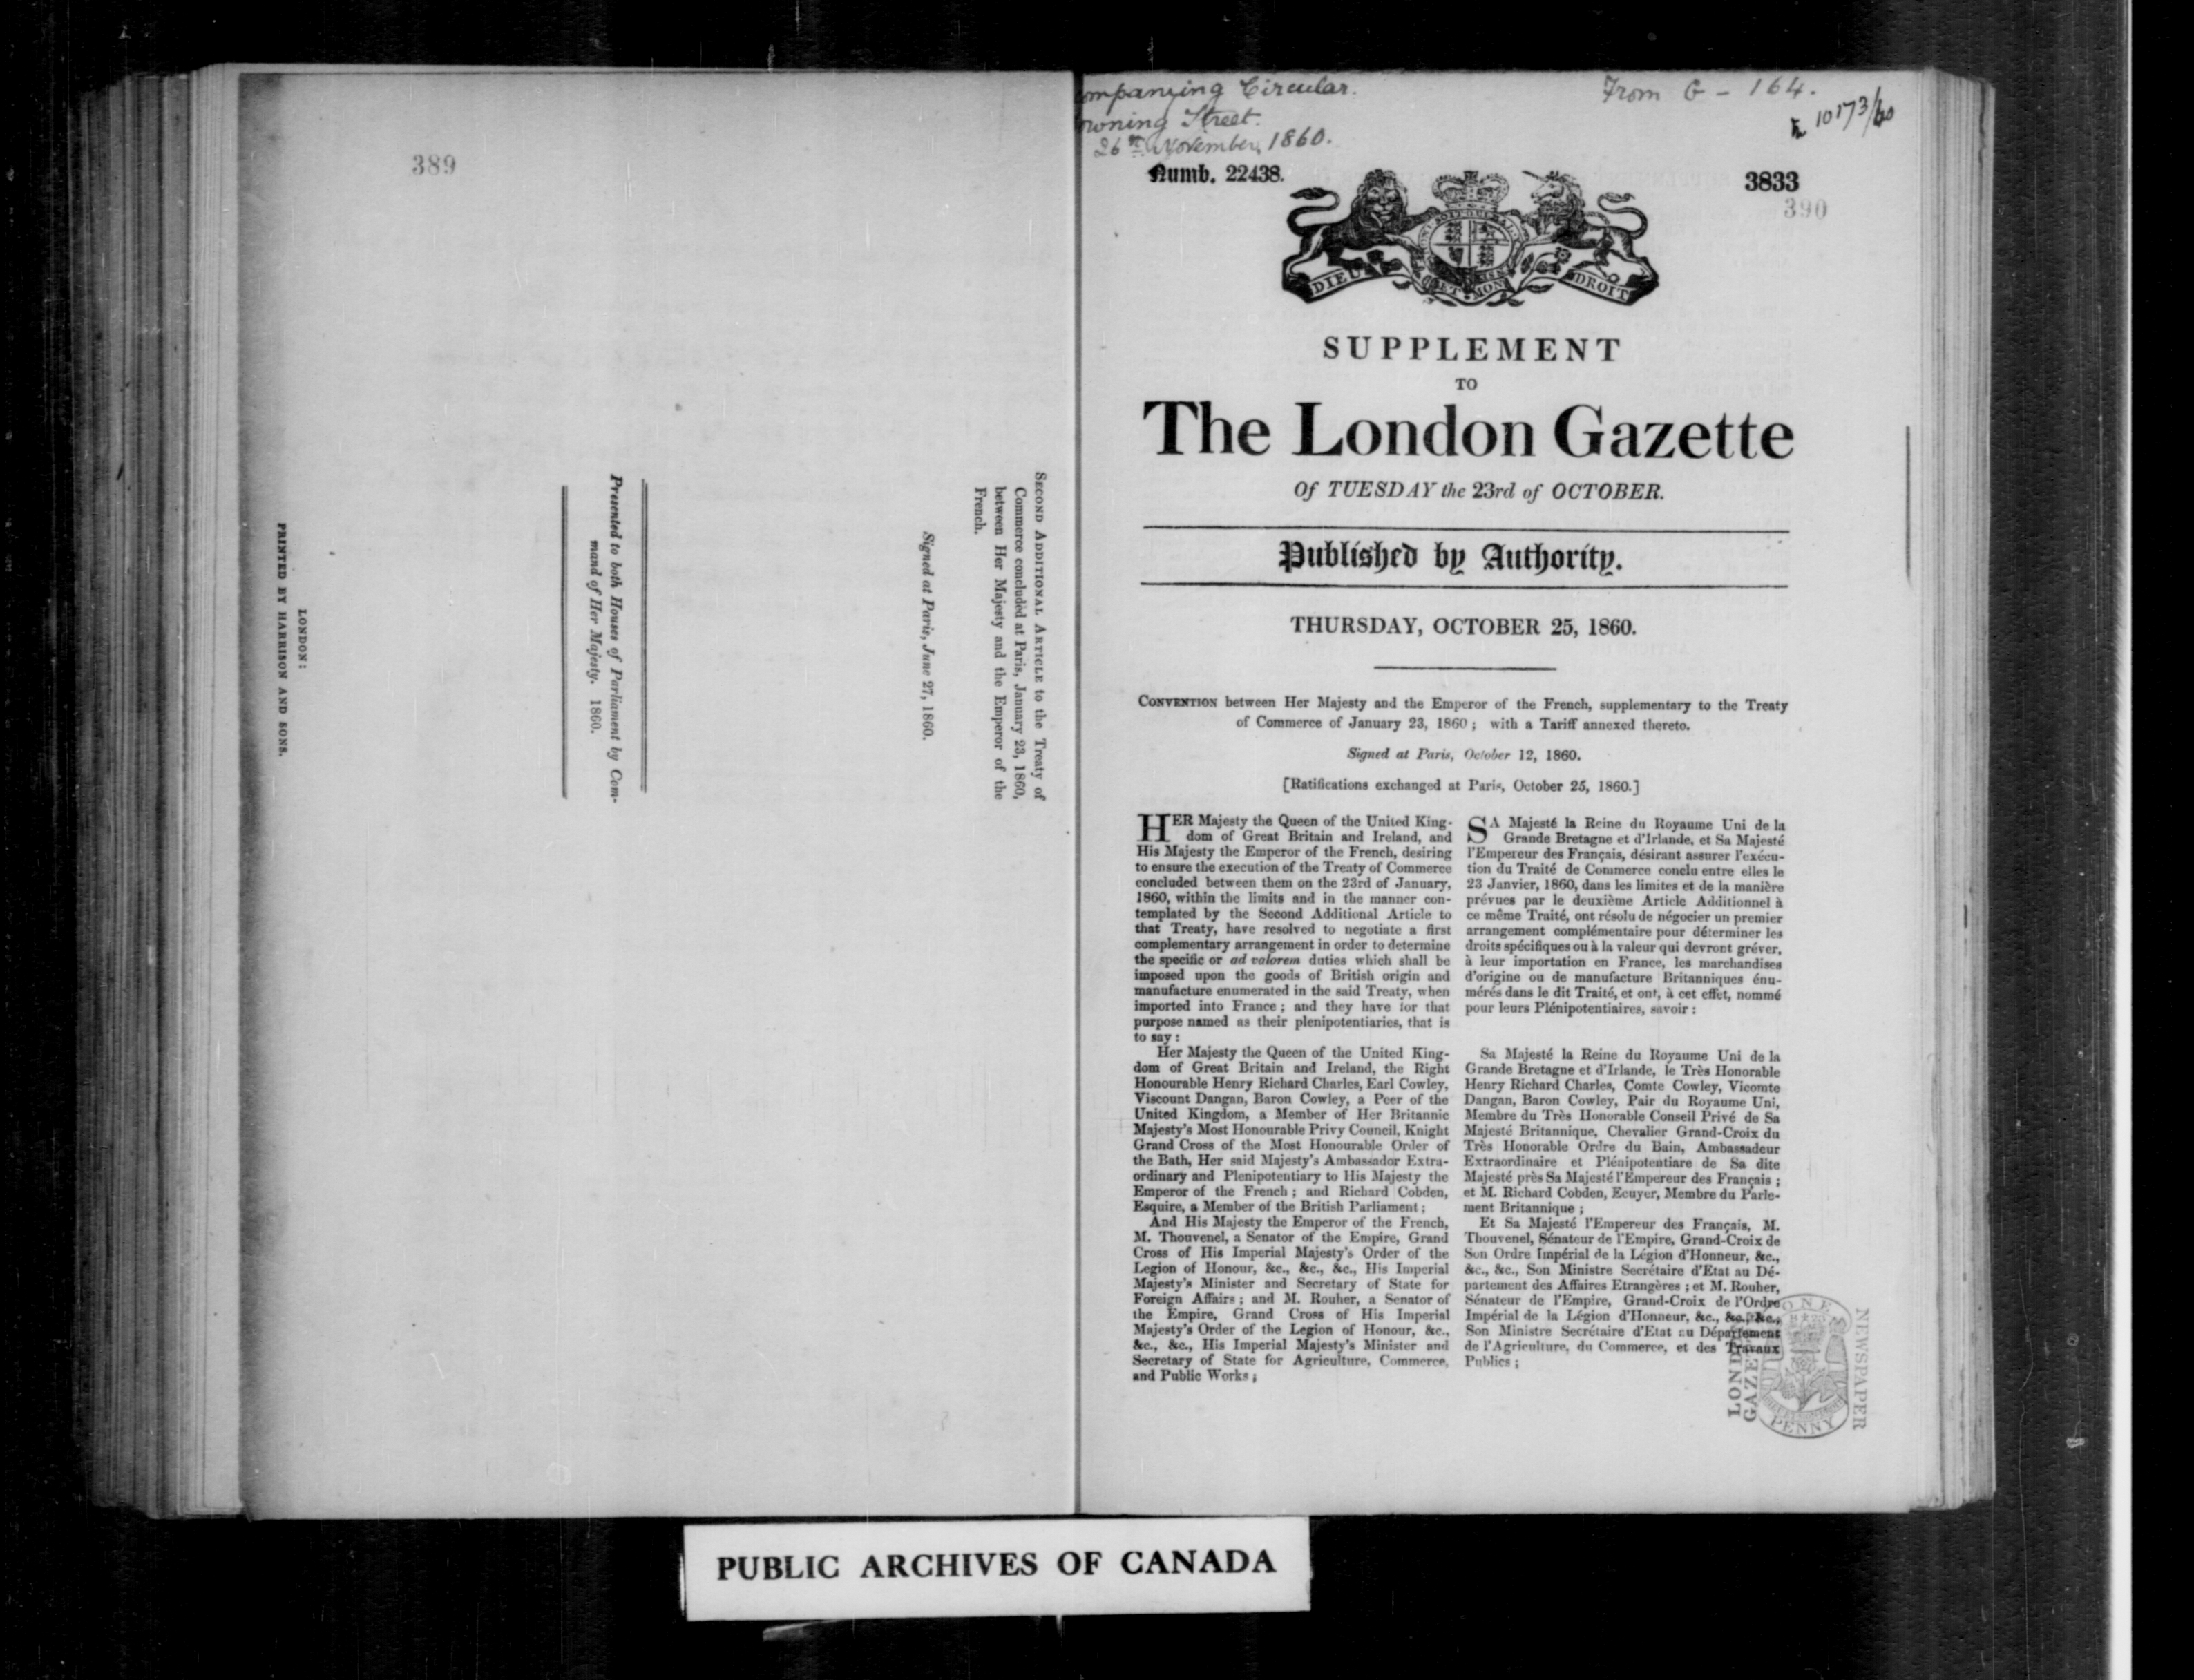 389
SECOND ADDITIONAL ARTICLE to the Treaty of
Commerce concluded at Paris, January 23, 1860,
between Her Majesty and the Emperor of the
French.
Signed at Paris, June 27, 1860.
Presented to both Houses of Parliament by Com-
mand of Her Majesty. 1860.
LONDON:
PRINTED BY HARRISON AND SONS.
ompanying Circular.
owning Street.
26th November, 1860.
From G - 164.
10173/60
Numb. 22438.
3833
390
DIEU ET MON DROIT
SUPPLEMENT
TO
The London Gazette
Of TUESDAY the 23rd of OCTOBER.
Published by Authority.
THURSDAY, OCTOBER 25, 1860.
CONVENTION between Her Majesty and the Emperor of the French, supplementary to the Treaty
of Commerce of January 23, 1860; with a Tariff annexed thereto.
Signed at Paris, October 12, 1860.
[Ratifications exchanged at Paris, October 25, 1860.]
HER Majesty the Queen of the United King-
dom of Great Britain and Ireland, and
His Majesty the Emperor of the French, desiring
to ensure the execution of the Treaty of Commerce
concluded between them on the 23rd of January,
1860, within the limits and in the manner con-
templated by the Second Additional Article to
that Treaty, have resolved to negotiate a first
complementary arrangement in order to determine
the specific or ad valorem duties which shall be
imposed upon the goods of British origin and
manufacture enumerated in the said Treaty, when
imported into France; and they have for that
purpose named as their plenipotentiaries, that is
to say:
Her Majesty the Queen of the United King-
dom of Great Britain and Ireland, the Right
Honourable Henry Richard Charles, Earl Cowley,
Viscount Dangan, Baron Cowley, a Peer of the
United Kingdom, a Member of Her Britannic
Majesty's Most Honourable Privy Council, Knight
Grand Cross of the Most Honourable Order of
the Bath, Her said Majesty's Ambassador Extra-
ordinary and Plenipotentiary to His Majesty the
Emperor of the French; and Richard Cobden,
Esquire, a Member of the British Parliament;
And His Majesty the Emperor of the French,
M. Thouvenel, a Senator of the Empire, Grand
Cross of His Imperial Majesty's Order of the
Legion of Honour, &c., &c., &c., His Imperial
Majesty's Minister and Secretary of State for
Foreign Affairs; and M. Rouher, a Senator of
the Empire, Grand Cross of His Imperial
Majesty's Order of the Legion of Honour, &c.,
&c., &c., His Imperial Majesty's Minister and
Secretary of State for Agriculture, Commerce,
and Public Works;
SA Majesté la Reine du Royaume Uni de la
Grande Bretagne et d'Irlande, et Sa Majesté
l'Empereur des Français, désirant assurer l'exécu-
tion du Traité de Commerce conclu entre elles le
23 Janvier, 1860, dans les limites et de la manière
prévues par le deuxième Article Additionnel à
ce même Traité, ont résolu de négocier un premier
arrangement complémentaire pour déterminer les
droits spécifiques ou à la valeur qui devront gréver,
à leur importation en France, les marchandises
d'origine ou de manufacture Britanniques énu-
mérés dans le dit Traité, et ont, à cet effet, nommé
pour leurs Plénipotentiaires, savoir:
Sa Majesté la Reine du Royaume Uni de la
Grande Bretagne et d'Irlande, le Très Honorable
Henry Richard Charles, Comte Cowley, Vicomte
Dangan, Baron Cowley, Pair du Royaume Uni,
Membre du Très Honorable Conseil Privé de Sa
Majesté Britannique, Chevalier Grand-Croix du
Très Honorable Ordre du Bain, Ambassadeur
Extraordinaire et Plénipotentiare de Sa dite
Majesté près Sa Majesté l'Empereur des Français;
et M. Richard Cobden, Ecuyer, Membre du Parle-
ment Britannique;
Et Sa Majesté l'Empereur des Français, M.
Thouvenel, Sénateur de l'Empire, Grand-Croix de
Son Ordre Impérial de la Légion d'Honneur, &c.,
&c., &c., Son Ministre Secrétaire d'Etat au Dé-
partement des Affaires Etrangères; et M. Rouher,
Sénateur de l'Empire, Grand-Croix de l'Ordre
Impérial de la Légion d'Honneur, &c., &c., &c.,
Son Ministre Secrétaire d'Etat au Département
de l'Agriculture, du Commerce, et des Travaux
Publics;
LONDON
GAZE
ONE
PENNY
NEWSPAPER
PUBLIC ARCHIVES OF CANADA